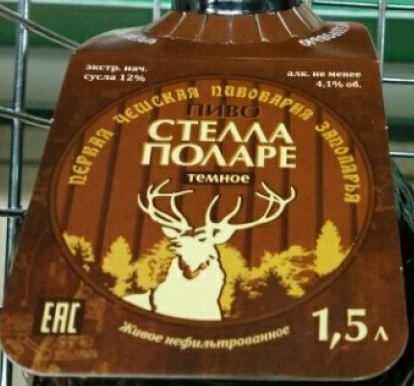 экстр. нач.
сусла 12%
алк. не менее
4,1% об.
ПЕРВАЯ ЧЕШСКАЯ ПИВОВАРНЯ ЗАПОЛЯРЬЯ
ПИВО
СТЕЛЛА
ПОЛАРЕ
темное
EAC
Живое нефильтрованное
1,5 л